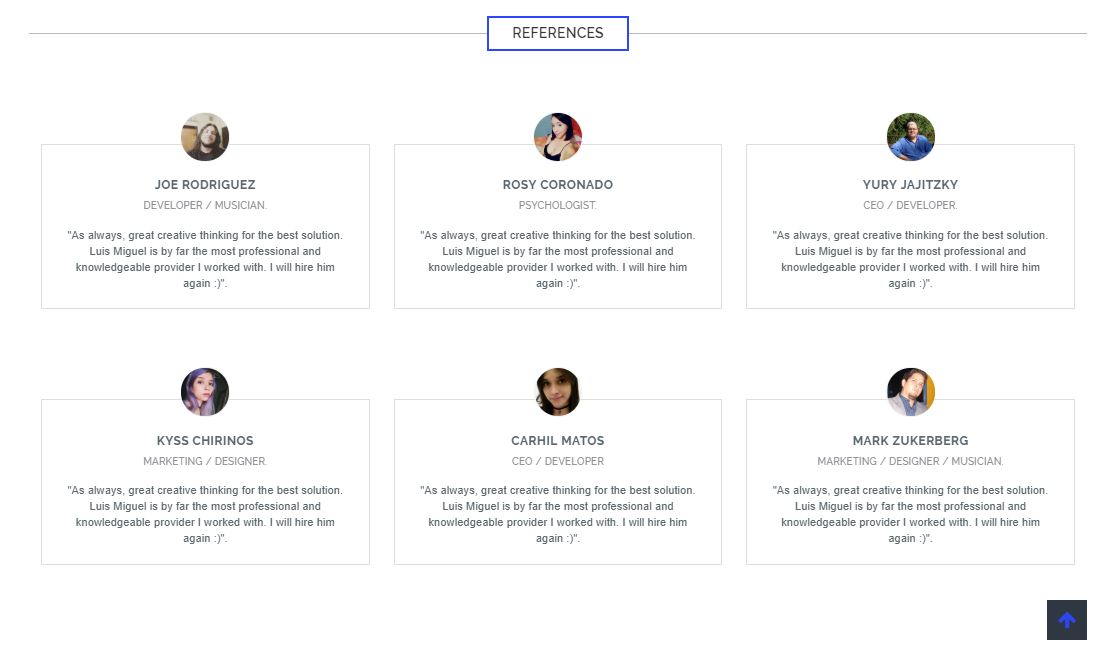 REFERENCES
JOE RODRIGUEZ
DEVELOPER / MUSICIAN.
"As always, great creative thinking for the best solution.
Luis Miguel is by far the most professional and
knowledgeable provider I worked with. I will hire him
again :)".
ROSY CORONADO
PSYCHOLOGIST.
"As always, great creative thinking for the best solution.
Luis Miguel is by far the most professional and
knowledgeable provider I worked with. I will hire him
again :)".
YURY JAJITZKY
CEO / DEVELOPER.
"As always, great creative thinking for the best solution.
Luis Miguel is by far the most professional and
knowledgeable provider I worked with. I will hire him
again :)".
KYSS CHIRINOS
MARKETING / DESIGNER.
"As always, great creative thinking for the best solution.
Luis Miguel is by far the most professional and
knowledgeable provider I worked with. I will hire him
again :)".
CARHIL MATOS
CEO / DEVELOPER
"As always, great creative thinking for the best solution.
Luis Miguel is by far the most professional and
knowledgeable provider I worked with. I will hire him
again :)".
MARK ZUKERBERG
MARKETING / DESIGNER / MUSICIAN.
"As always, great creative thinking for the best solution.
Luis Miguel is by far the most professional and
knowledgeable provider I worked with. I will hire him
again :)".